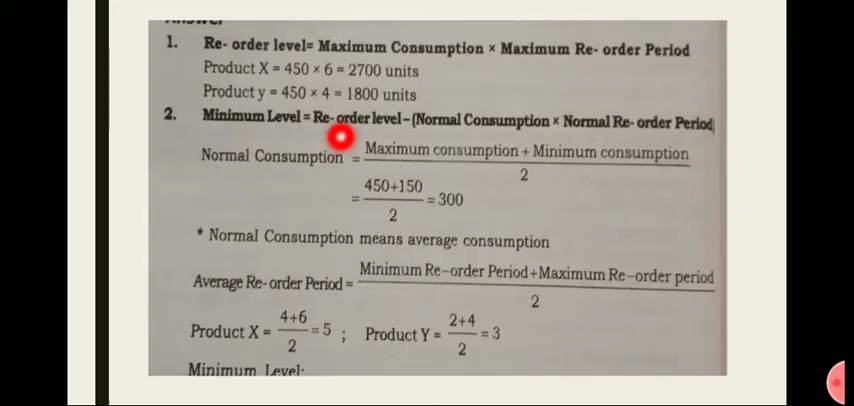 Answer
1. Re- order level= Maximum Consumption × Maximum Re- order Period
Product X = 450 × 6 = 2700 units
Product y = 450 × 4 = 1800 units
2. Minimum Level = Re- order level – (Normal Consumption × Normal Re- order Period
Normal Consumption = Maximum consumption + Minimum consumption / 2
= 450+150 / 2 = 300
* Normal Consumption means average consumption
Average Re- order Period = Minimum Re–order Period+Maximum Re–order period / 2
Product X = 4+6 / 2 = 5 ; Product Y = 2+4 / 2 = 3
Minimum Level: